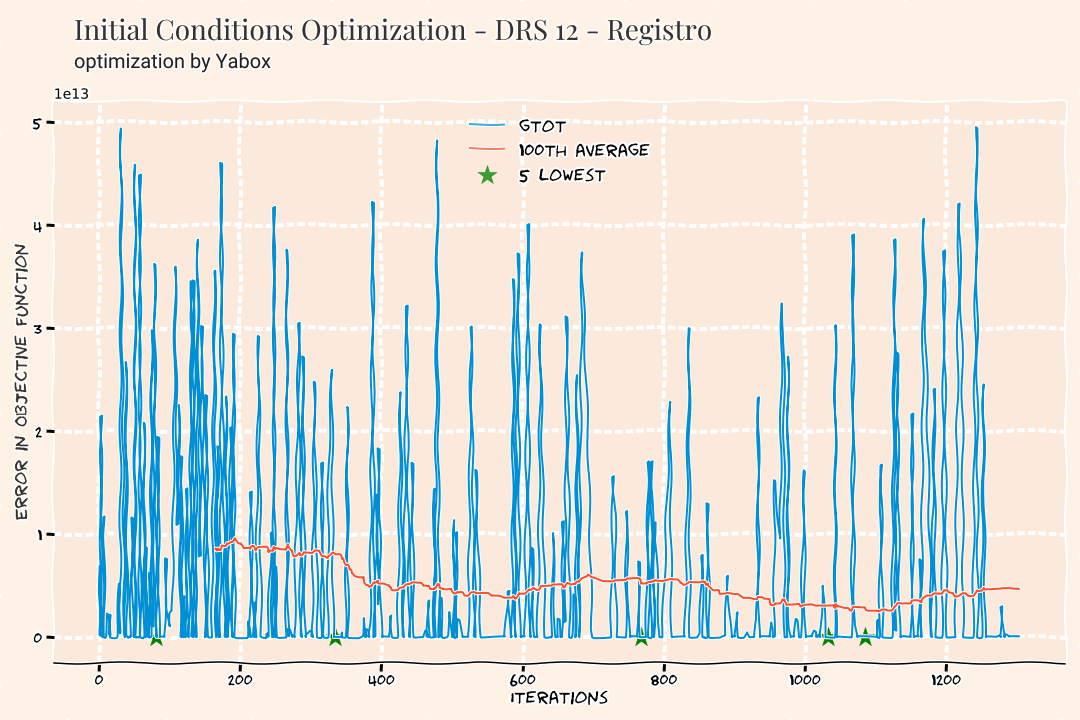 Initial Conditions Optimization - DRS 12 - Registro
optimization by Yabox
1e13
5
4
3
2
1
0
ERROR IN OBJECTIVE FUNCTION
GTOT
100TH AVERAGE
5 LOWEST
0 200 400 600 800 1000 1200
ITERATIONS